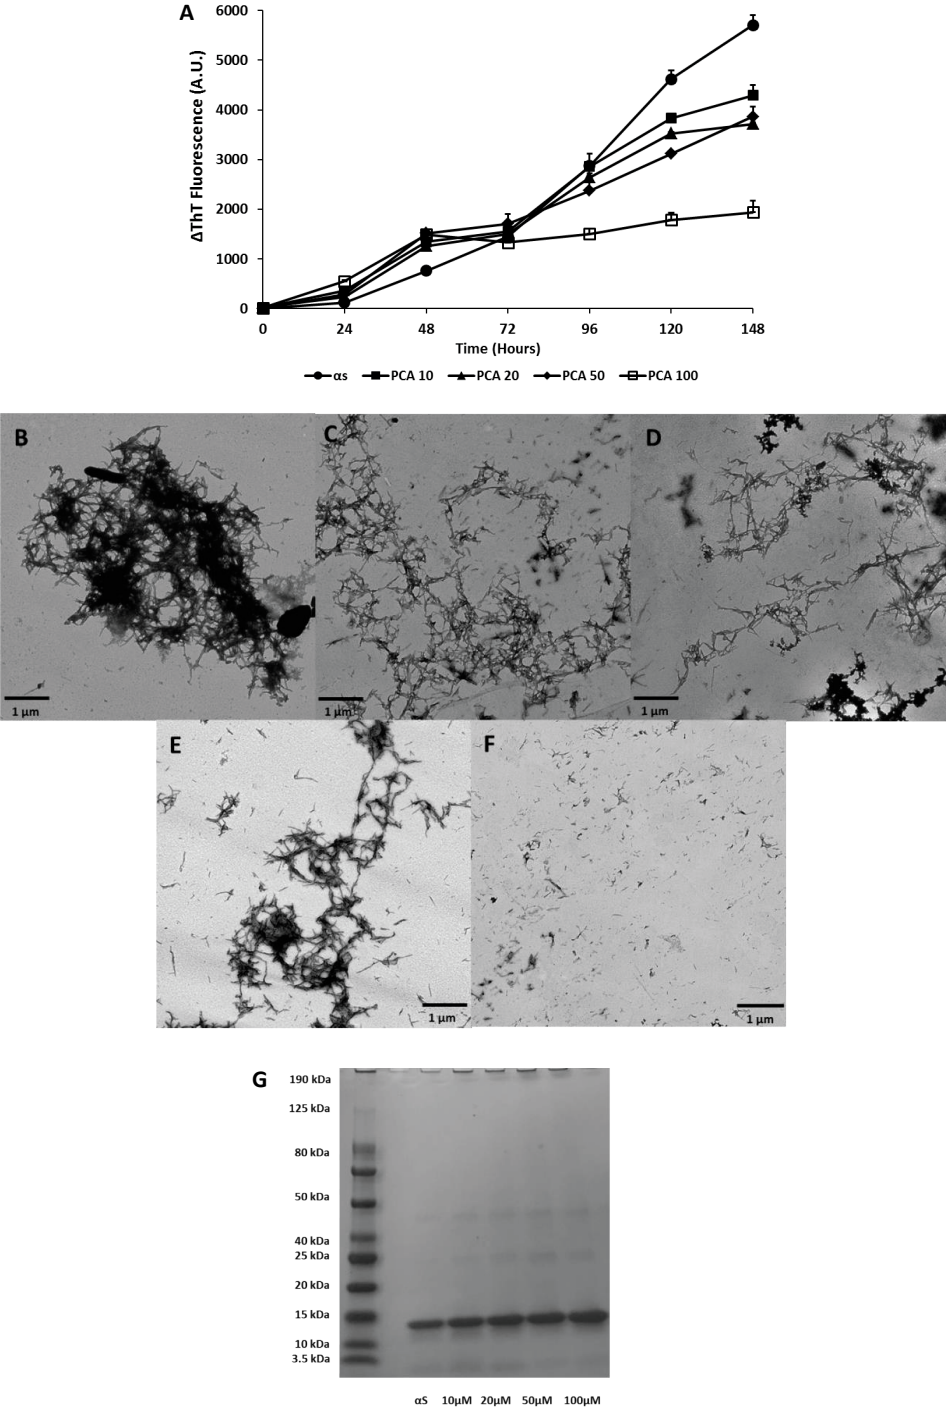 A
ΔThT Fluorescence (A.U.)
6000
5000
4000
3000
2000
1000
0
0 24 48 72 96 120 148
Time (Hours)
αs PCA 10 PCA 20 PCA 50 PCA 100
B C D
1 µm 1 µm 1 µm
E F
1 µm 1 µm
G
190 kDa
125 kDa
80 kDa
50 kDa
40 kDa
25 kDa
20 kDa
15 kDa
10 kDa
3.5 kDa
αS 10µM 20µM 50µM 100µM